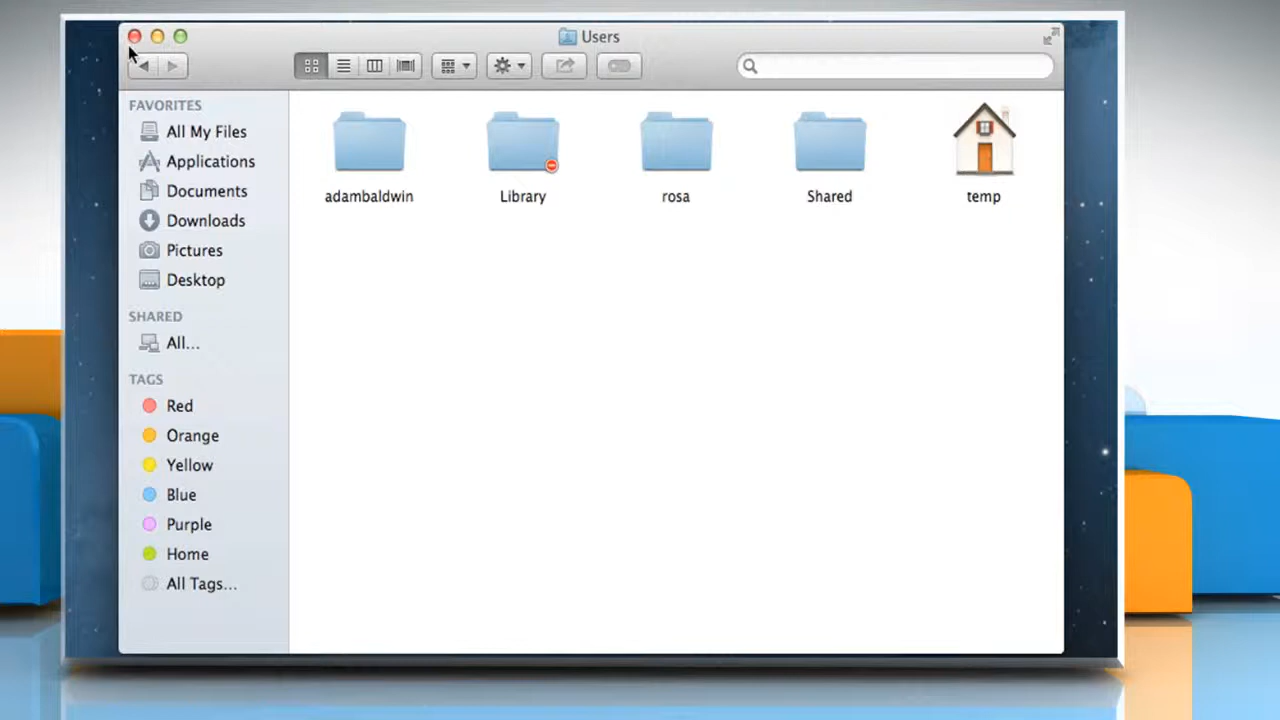 Users
FAVORITES
All My Files
Applications
Documents
Downloads
Pictures
Desktop
SHARED
All...
TAGS
Red
Orange
Yellow
Blue
Purple
Home
All Tags...
adambaldwin
Library
rosa
Shared
temp